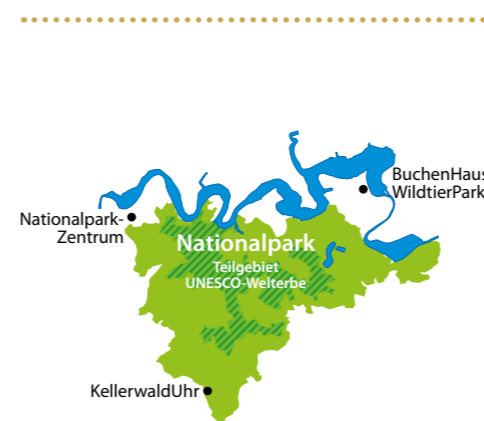 BuchenHaus
WildtierPark
Nationalpark-
Zentrum
Nationalpark
Teilgebiet
UNESCO-Welterbe
KellerwaldUhr